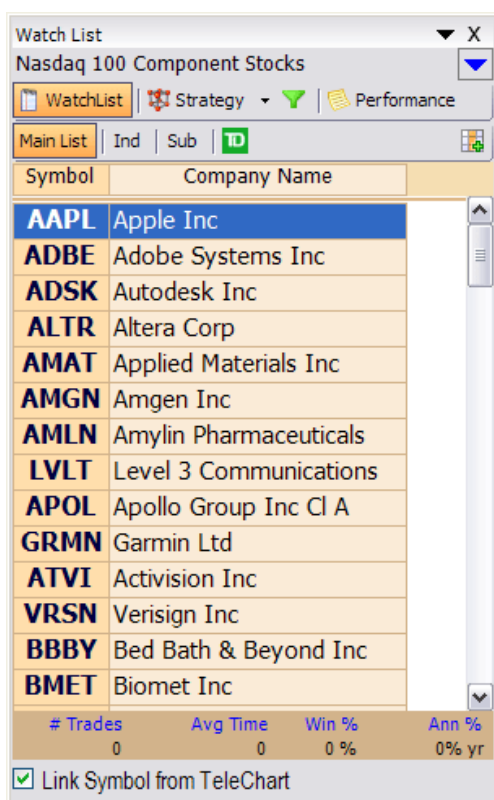 Watch List X
Nasdaq 100 Component Stocks
WatchList Strategy Performance
Main List Ind Sub TD
Symbol Company Name
AAPL Apple Inc
ADBE Adobe Systems Inc
ADSK Autodesk Inc
ALTR Altera Corp
AMAT Applied Materials Inc
AMGN Amgen Inc
AMLN Amylin Pharmaceuticals
LVLT Level 3 Communications
APOL Apollo Group Inc Cl A
GRMN Garmin Ltd
ATVI Activision Inc
VRSN Verisign Inc
BBBY Bed Bath & Beyond Inc
BMET Biomet Inc
# Trades Avg Time Win % Ann %
0 0 0 % 0% yr
Link Symbol from TeleChart